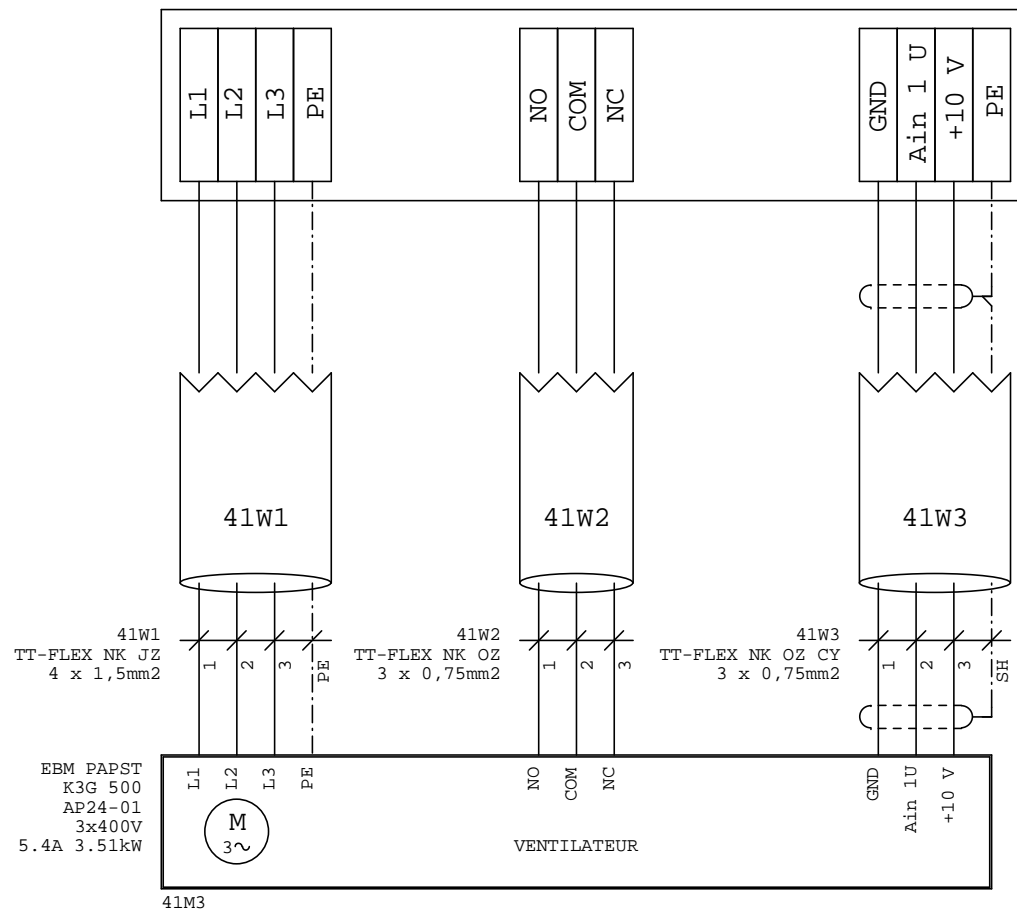 L1 L2 L3 PE NO COM NC GND Ain 1 U +10 V PE
41W1 41W2 41W3
41W1
TT-FLEX NK JZ
4 x 1,5mm2
1 2 3 PE
41W2
TT-FLEX NK OZ
3 x 0,75mm2
1 2 3
41W3
TT-FLEX NK OZ CY
3 x 0,75mm2
1 2 3 SH
EBM PAPST
K3G 500
AP24-01
3x400V
5.4A 3.51kW
L1 L2 L3 PE NO COM NC GND Ain 1U +10 V
M
3~
VENTILATEUR
41M3